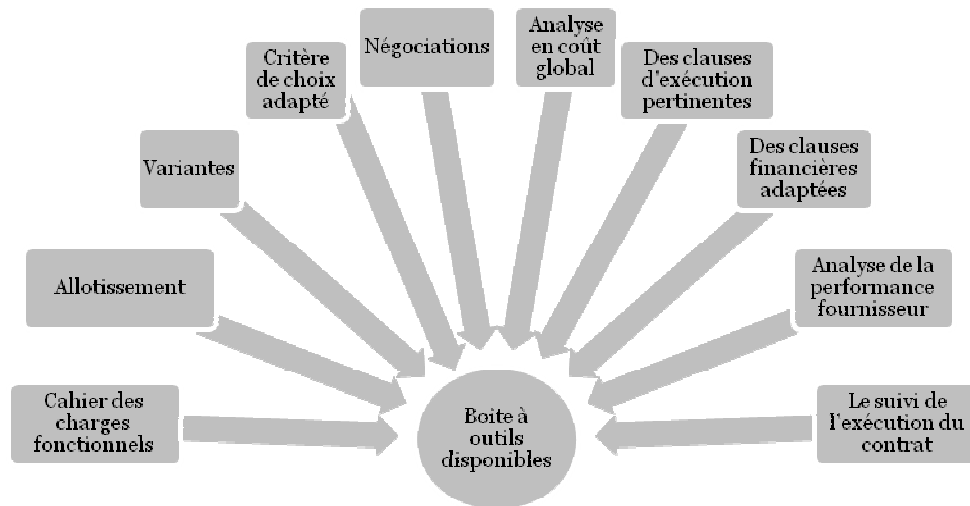 Cahier des
charges
fonctionnels
Allotissement
Variantes
Critère
de choix
adapté
Négociations
Analyse
en coût
global
Des clauses
d'exécution
pertinentes
Des clauses
financières
adaptées
Analyse de la
performance
fournisseur
Le suivi de
l'exécution du
contrat
Boite à
outils
disponibles